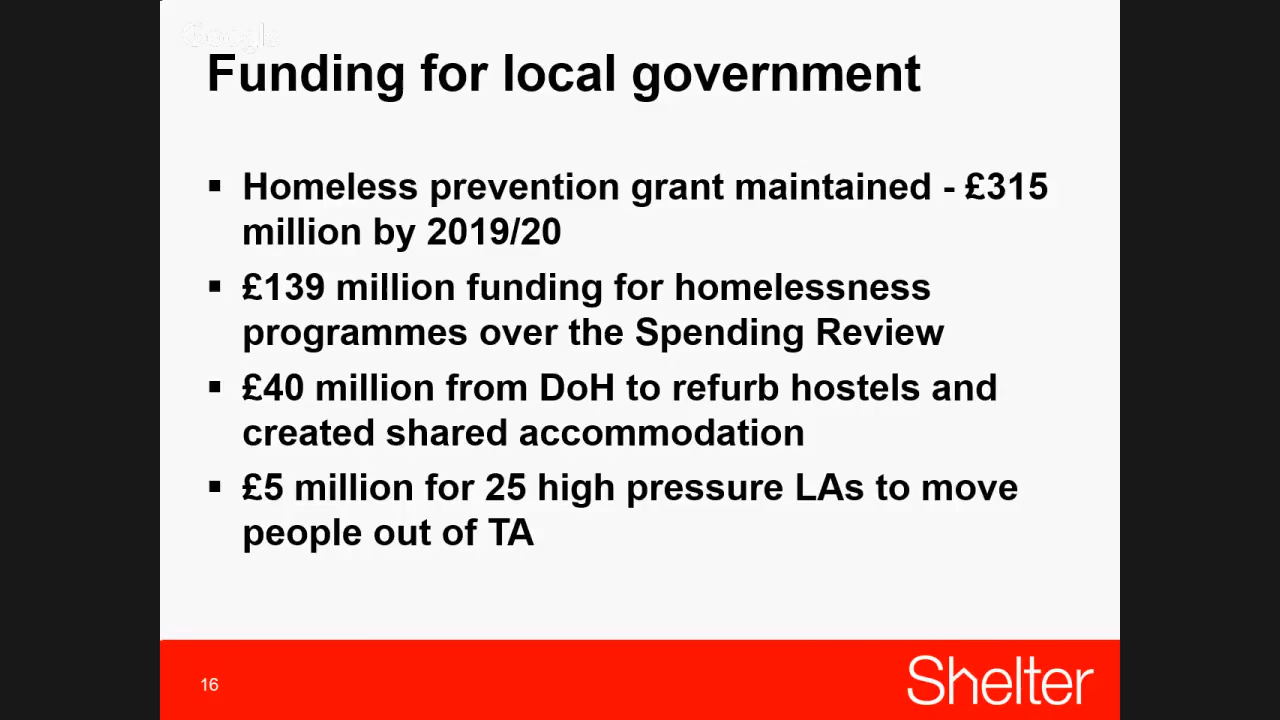 Google
Funding for local government
▪ Homeless prevention grant maintained - £315
million by 2019/20
▪ £139 million funding for homelessness
programmes over the Spending Review
▪ £40 million from DoH to refurb hostels and
created shared accommodation
▪ £5 million for 25 high pressure LAs to move
people out of TA
16
Shelter